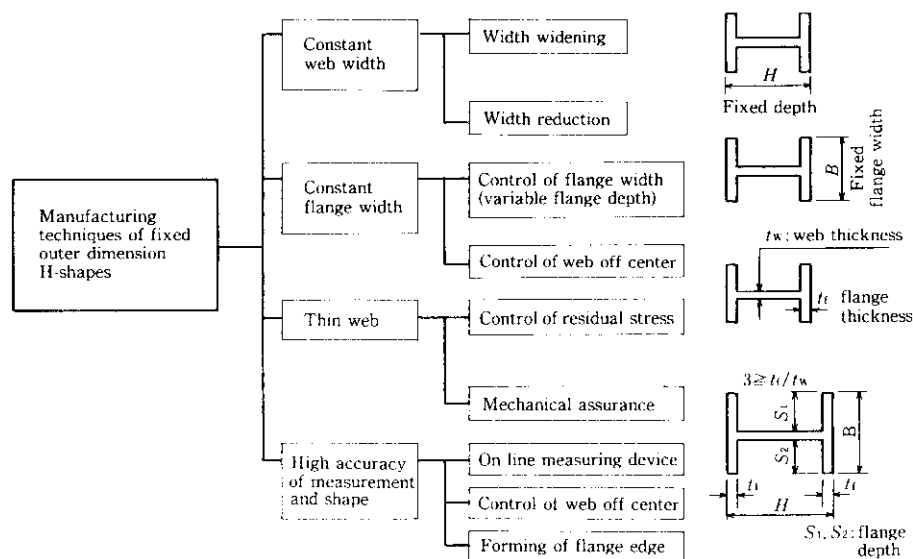 Manufacturing
techniques of fixed
outer dimension
H-shapes
Constant
web width
Width widening
Width reduction
Constant
flange width
Control of flange width
(variable flange depth)
Control of web off center
Thin web
Control of residual stress
Mechanical assurance
High accuracy
of measurement
and shape
On line measuring device
Control of web off center
Forming of flange edge
H
Fixed depth
B
Fixed
flange width
tw: web thickness
tf flange
thickness
3≧tf/tw
S1
S2
B
tf
H
tf
S1, S2: flange
depth